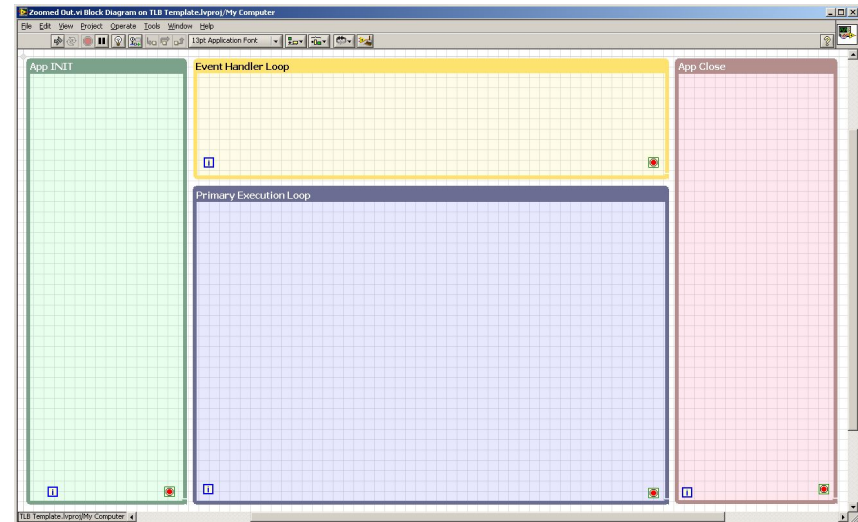 Zoomed Out.vi Block Diagram on TLB Template.lvproj/My Computer
File Edit View Project Operate Tools Window Help
13pt Application Font
App INIT
Event Handler Loop
App Close
i
Primary Execution Loop
i
i
i
TLB Template.lvproj/My Computer